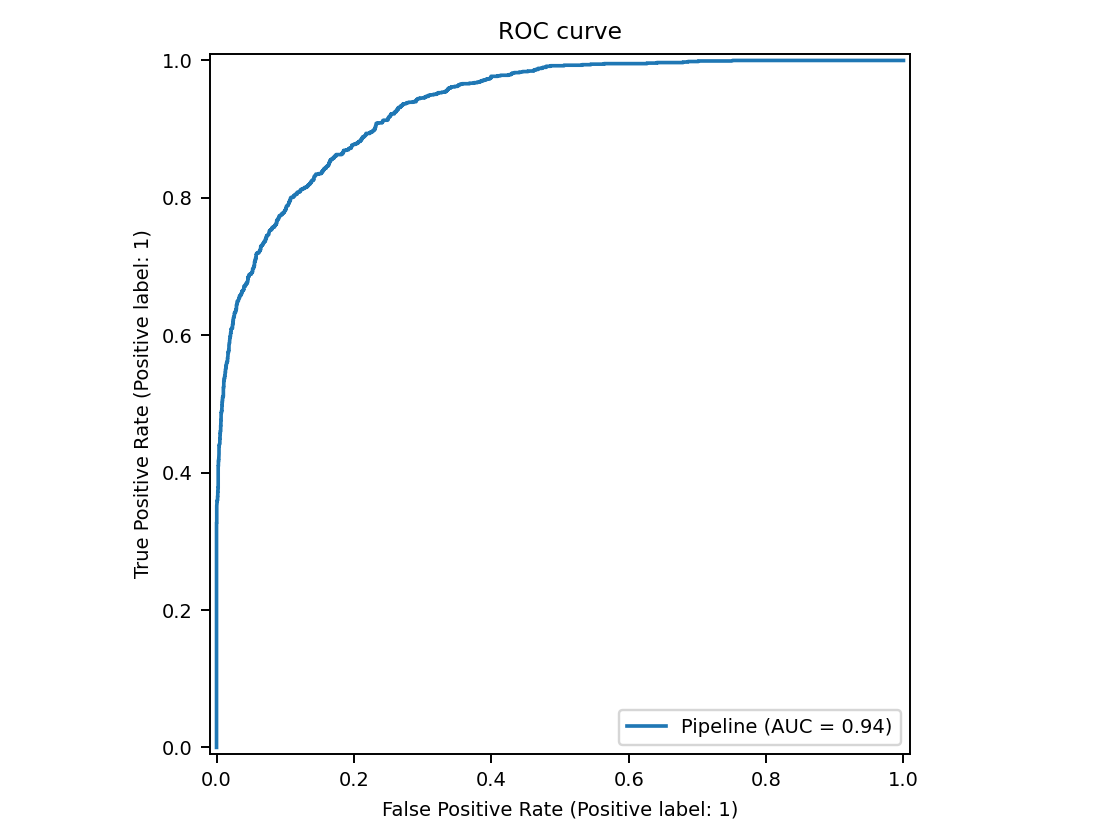 ROC curve
1.0
0.8
0.6
0.4
0.2
0.0
True Positive Rate (Positive label: 1)
Pipeline (AUC = 0.94)
0.0 0.2 0.4 0.6 0.8 1.0
False Positive Rate (Positive label: 1)